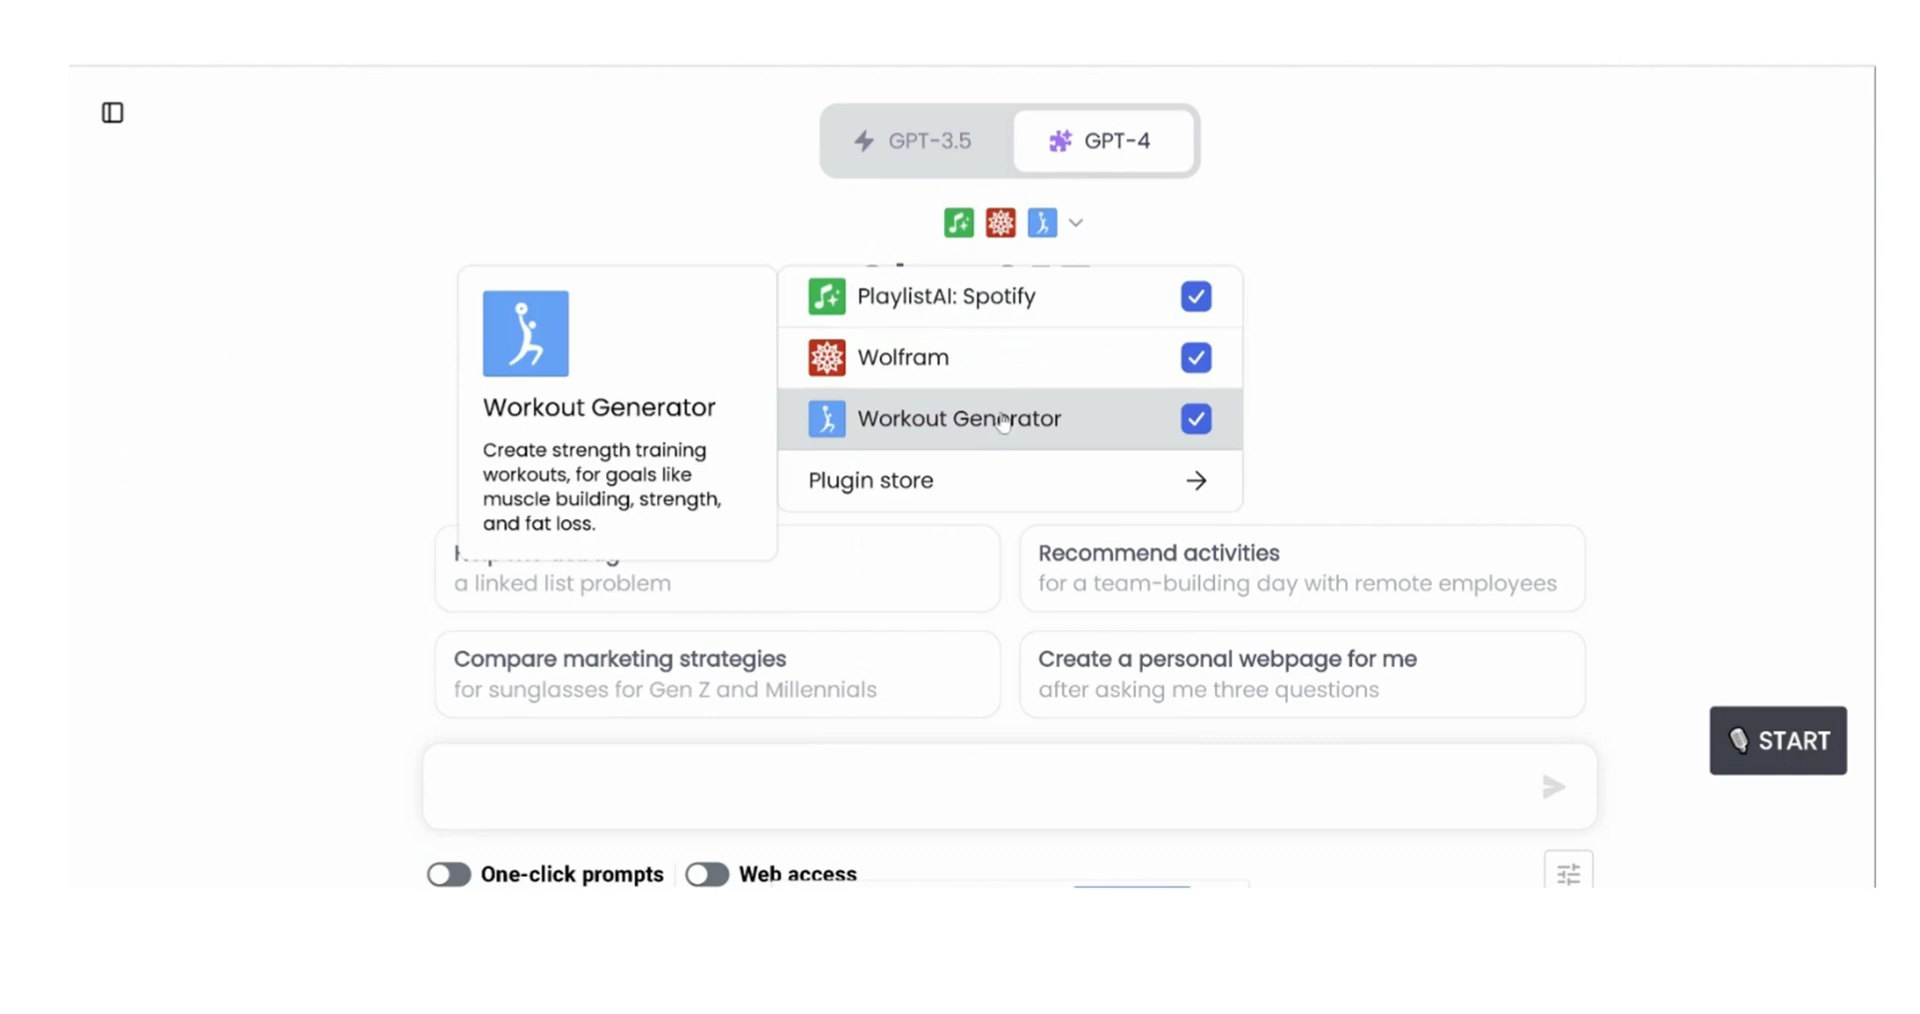 GPT-3.5
GPT-4
PlaylistAI: Spotify
Wolfram
Workout Generator
Plugin store
Workout Generator
Create strength training
workouts, for goals like
muscle building, strength,
and fat loss.
a linked list problem
Recommend activities
for a team-building day with remote employees
Compare marketing strategies
for sunglasses for Gen Z and Millennials
Create a personal webpage for me
after asking me three questions
START
One-click prompts
Web access